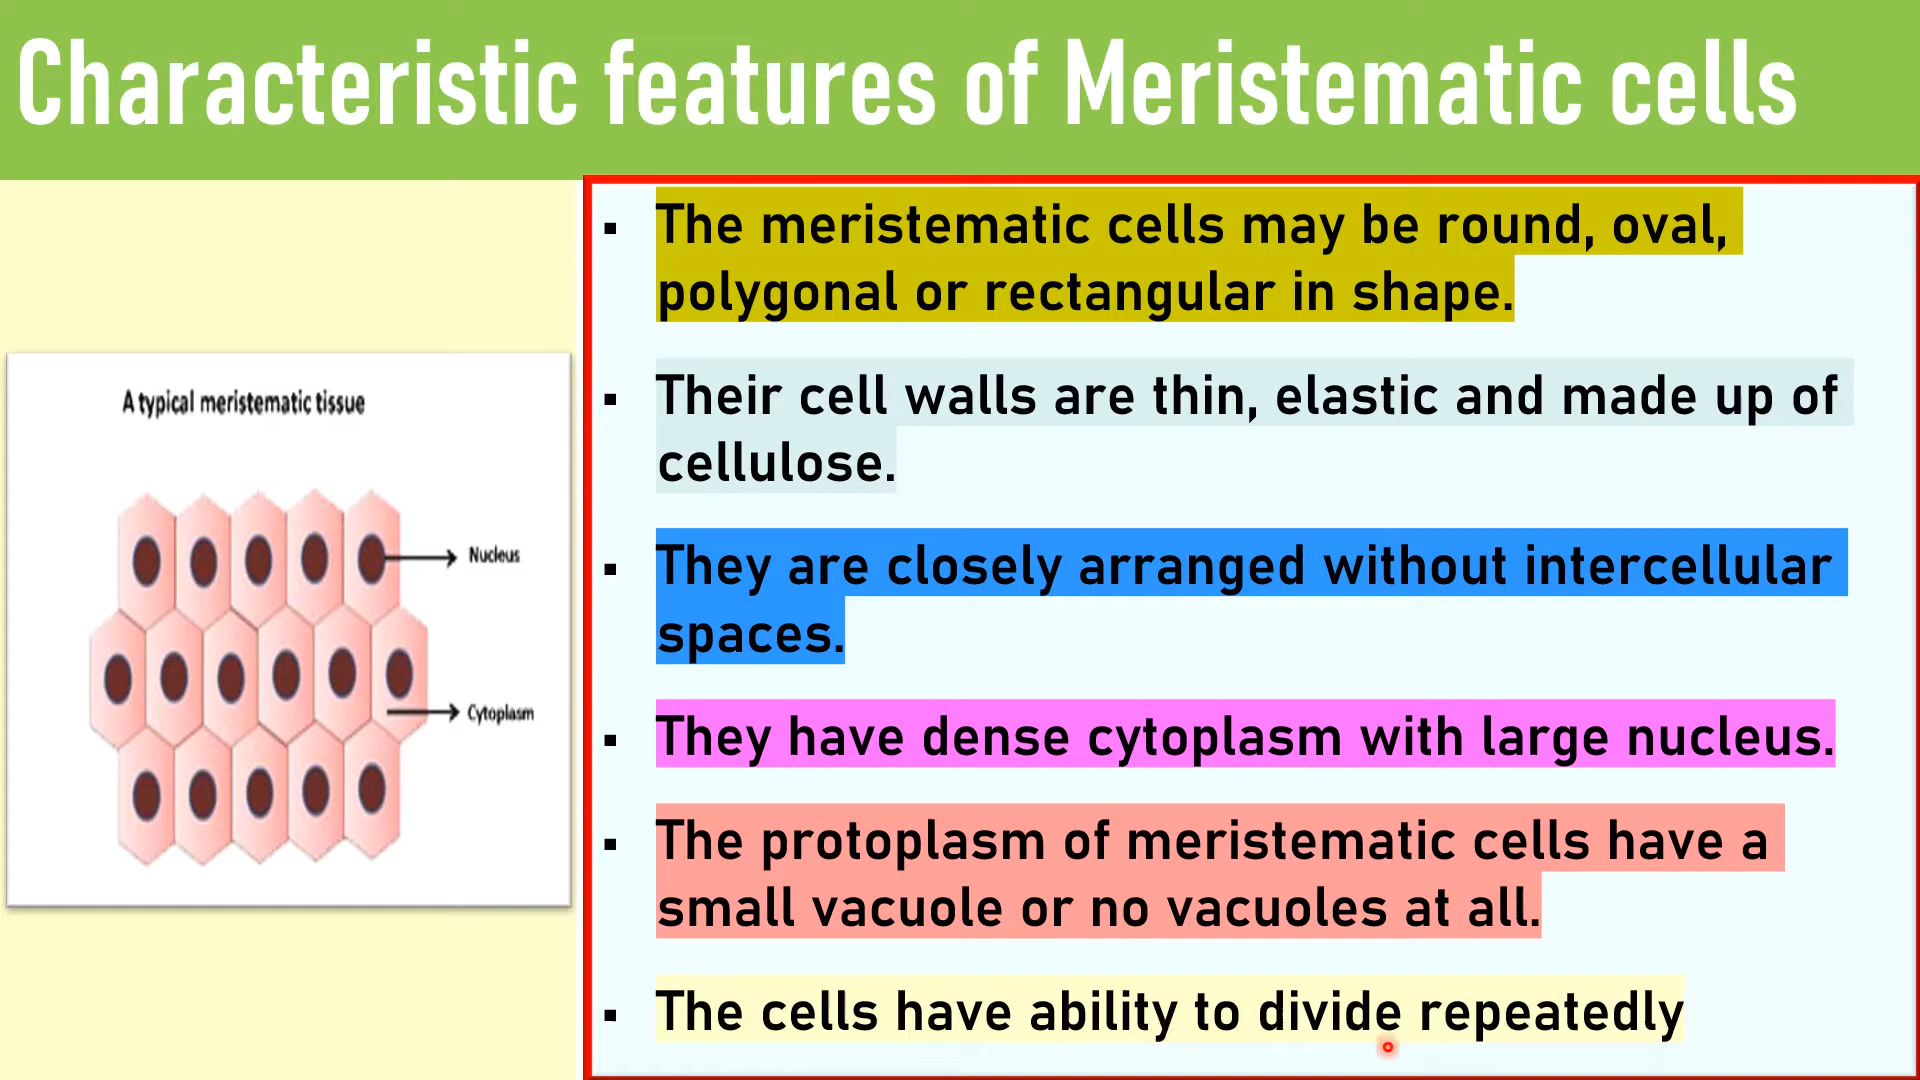 Characteristic features of Meristematic cells
A typical meristematic tissue
Nucleus
Cytoplasm
▪ The meristematic cells may be round, oval,
polygonal or rectangular in shape.
▪ Their cell walls are thin, elastic and made up of
cellulose.
▪ They are closely arranged without intercellular
spaces.
▪ They have dense cytoplasm with large nucleus.
▪ The protoplasm of meristematic cells have a
small vacuole or no vacuoles at all.
▪ The cells have ability to divide repeatedly